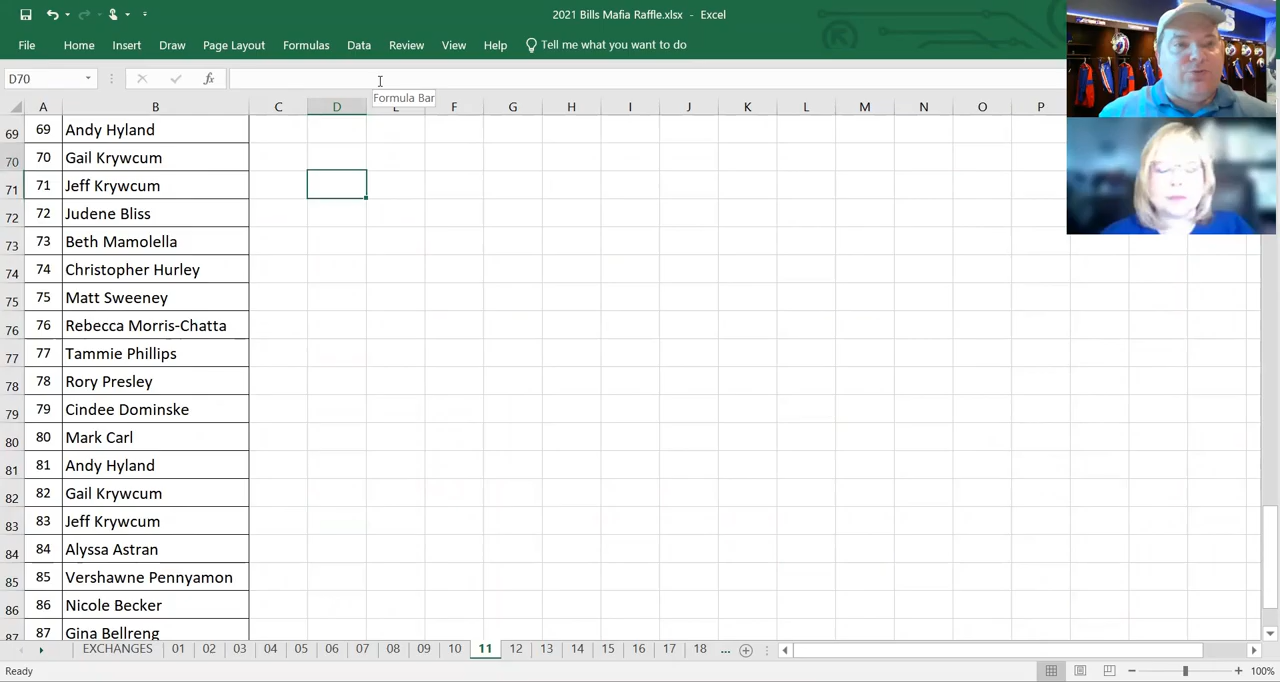 2021 Bills Mafia Raffle.xlsx - Excel
File Home Insert Draw Page Layout Formulas Data Review View Help Tell me what you want to do
D70 fx
Formula Bar
A B C D E F G H I J K L M N O P
69 69 Andy Hyland
70 70 Gail Krywcum
71 71 Jeff Krywcum
72 72 Judene Bliss
73 73 Beth Mamolella
74 74 Christopher Hurley
75 75 Matt Sweeney
76 76 Rebecca Morris-Chatta
77 77 Tammie Phillips
78 78 Rory Presley
79 79 Cindee Dominske
80 80 Mark Carl
81 81 Andy Hyland
82 82 Gail Krywcum
83 83 Jeff Krywcum
84 84 Alyssa Astran
85 85 Vershawne Pennyamon
86 86 Nicole Becker
87 87 Gina Bellreng
EXCHANGES 01 02 03 04 05 06 07 08 09 10 11 12 13 14 15 16 17 18 ...
Ready 100%